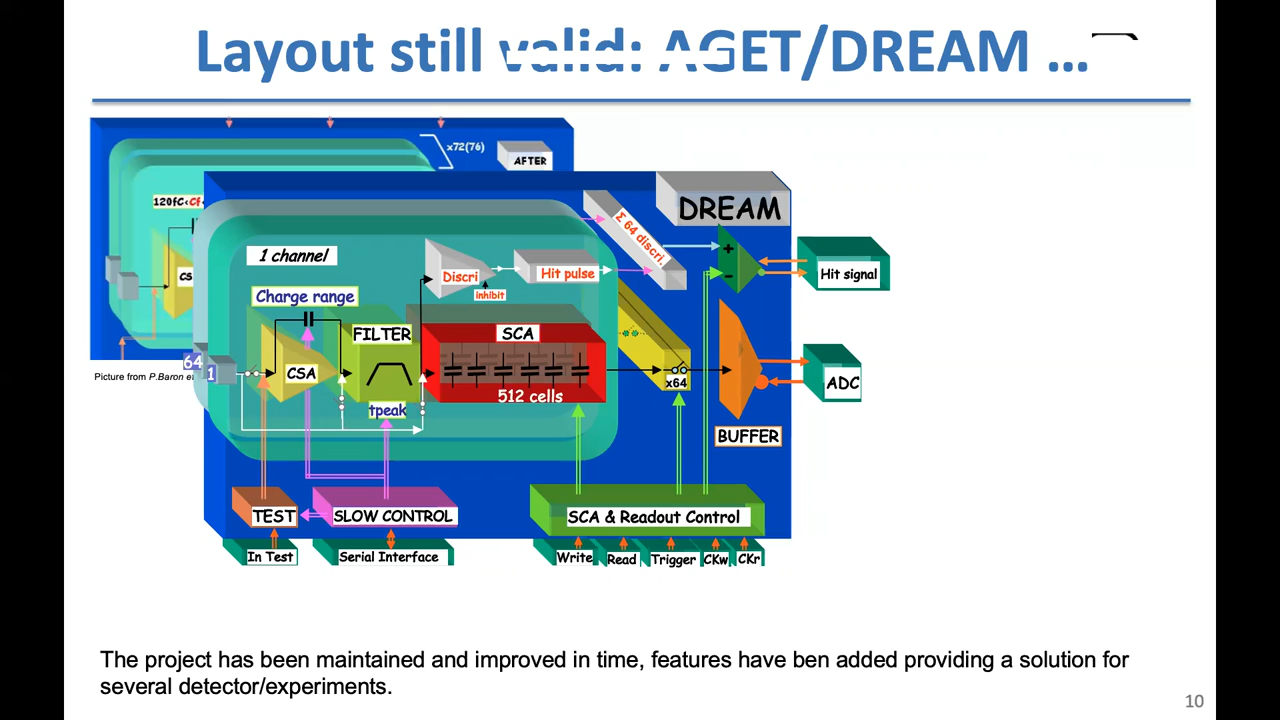 Layout still valid: AGET/DREAM ...
x72(76)
AFTER
120fC<Cf<
DREAM
Σ 64 discri.
1 channel
+
-
Discri
Hit pulse
Hit signal
inhibit
Charge range
FILTER
SCA
CS
CSA
64
1
x64
ADC
Picture from P.Baron e
512 cells
tpeak
BUFFER
TEST
SLOW CONTROL
SCA & Readout Control
In Test
Serial Interface
Write
Read
Trigger
CKw
CKr
The project has been maintained and improved in time, features have ben added providing a solution for
several detector/experiments.
10